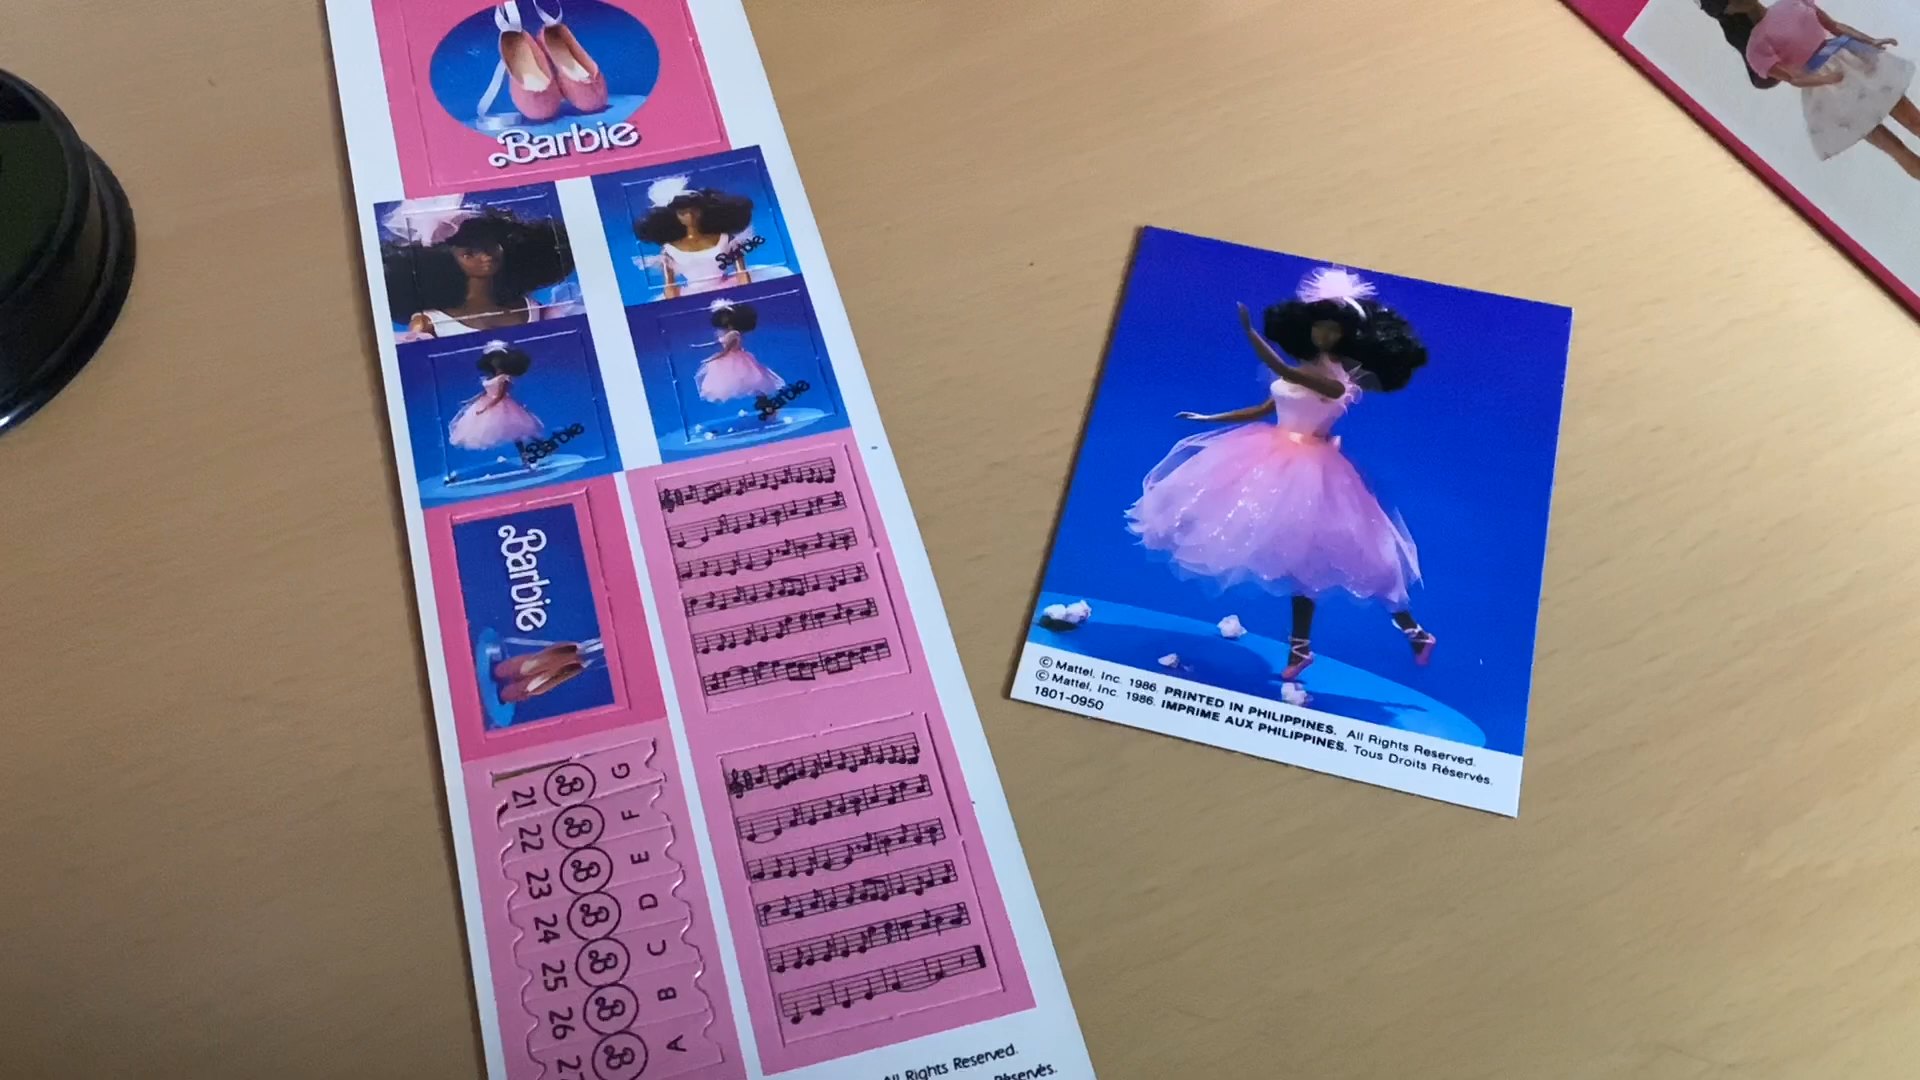 Barbie
Barbie
Barbie
Barbie
Barbie
G F E D C B A
21 22 23 24 25 26
All Rights Reserved.
Réservés.
© Mattel, Inc. 1986. PRINTED IN PHILIPPINES. All Rights Reserved.
© Mattel, Inc. 1986. IMPRIME AUX PHILIPPINES. Tous Droits Réservés.
1801-0950